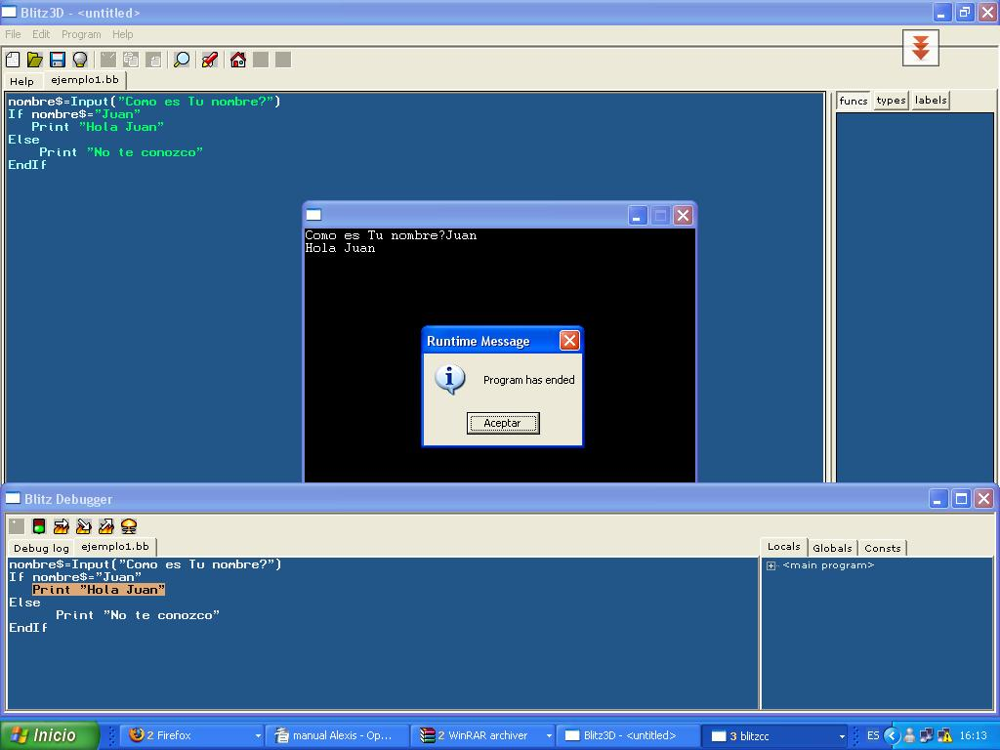 Blitz3D - <untitled>
File Edit Program Help
Help ejemplo1.bb
funcs types labels
nombre$=Input("Como es Tu nombre?")
If nombre$="Juan"
Print "Hola Juan"
Else
Print "No te conozco"
EndIf
Como es Tu nombre?Juan
Hola Juan
Runtime Message
Program has ended
Aceptar
Blitz Debugger
Debug log ejemplo1.bb
nombre$=Input("Como es Tu nombre?")
If nombre$="Juan"
Print "Hola Juan"
Else
Print "No te conozco"
EndIf
Locals Globals Consts
<main program>
Inicio 2 Firefox manual Alexis - Op... 2 WinRAR archiver Blitz3D - <untitled> 3 blitzcc ES 16:13